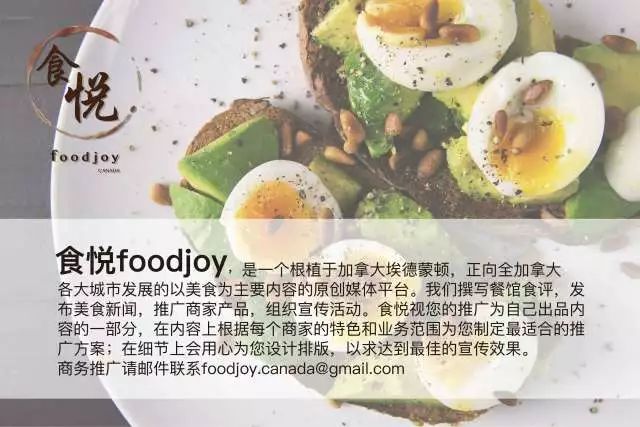 食悦
foodjoy
CANADA
食悦foodjoy，是一个根植于加拿大埃德蒙顿，正向全加拿大
各大城市发展的以美食为主要内容的原创媒体平台。我们撰写餐馆食评，发
布美食新闻，推广商家产品，组织宣传活动。食悦视您的推广为自己出品内
容的一部分，在内容上根据每个商家的特色和业务范围为您制定最适合的推
广方案；在细节上会用心为您设计排版，以求达到最佳的宣传效果。
商务推广请邮件联系foodjoy.canada@gmail.com